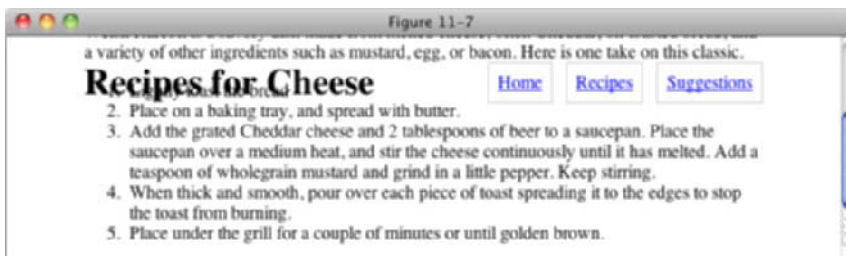 Figure 11-7
a variety of other ingredients such as mustard, egg, or bacon. Here is one take on this classic.
Recipes for Cheese Home Recipes Suggestions
2. Place on a baking tray, and spread with butter.
3. Add the grated Cheddar cheese and 2 tablespoons of beer to a saucepan. Place the
saucepan over a medium heat, and stir the cheese continuously until it has melted. Add a
teaspoon of wholegrain mustard and grind in a little pepper. Keep stirring.
4. When thick and smooth, pour over each piece of toast spreading it to the edges to stop
the toast from burning.
5. Place under the grill for a couple of minutes or until golden brown.